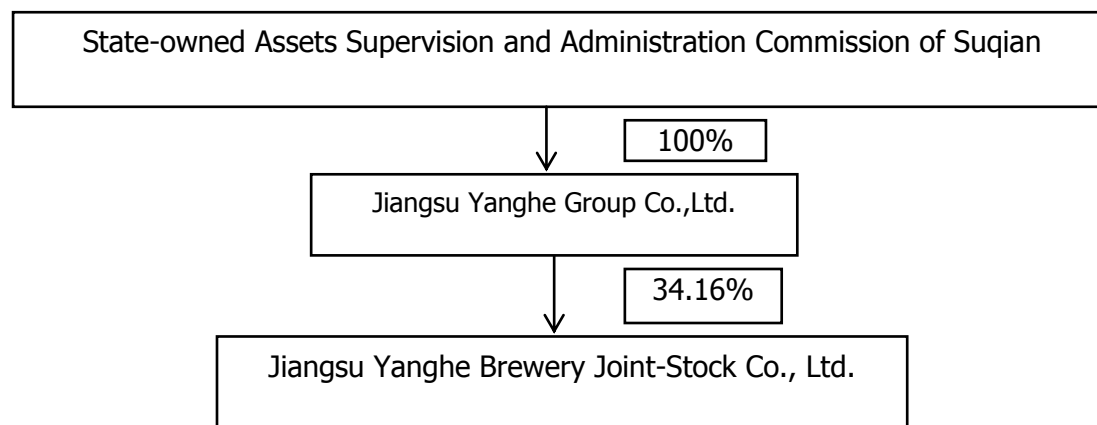 State-owned Assets Supervision and Administration Commission of Suqian
100%
Jiangsu Yanghe Group Co.,Ltd.
34.16%
Jiangsu Yanghe Brewery Joint-Stock Co., Ltd.